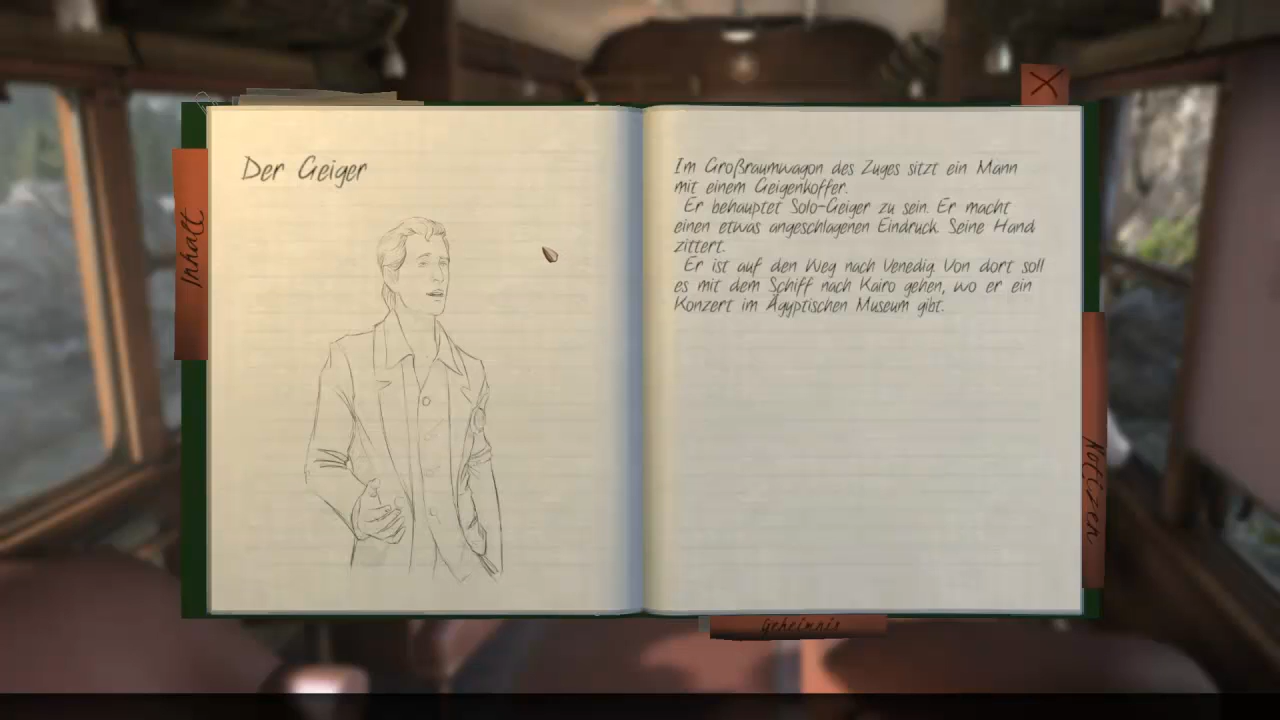 Der Geiger
Im Großraumwagon des Zuges sitzt ein Mann
mit einem Geigenkoffer.
Er behauptet Solo-Geiger zu sein. Er macht
einen etwas angeschlagenen Eindruck. Seine Hand
zittert.
Er ist auf den Weg nach Venedig. Von dort soll
es mit dem Schiff nach Kairo gehen, wo er ein
Konzert im Ägyptischen Museum gibt.
Inhalt
Notizen
Geheimnis